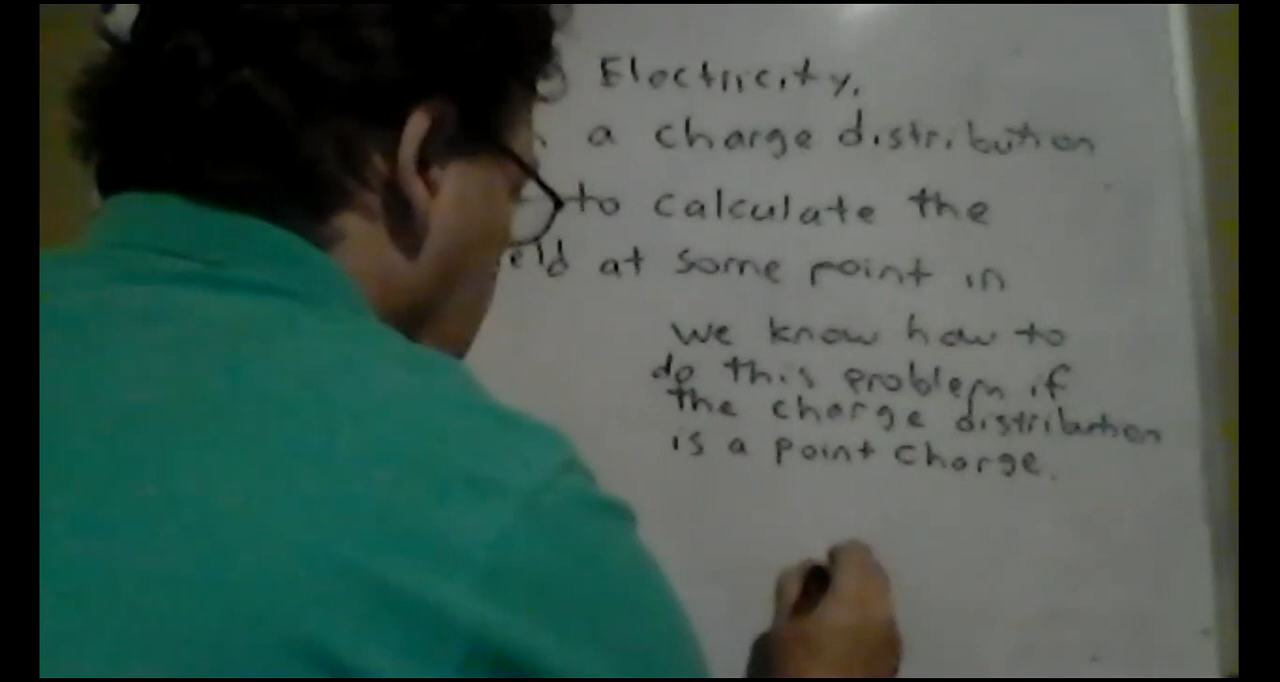 Electricity.
a charge distribution
to calculate the
eld at some point in
we know how to
do this problem if
the charge distribution
is a point charge.